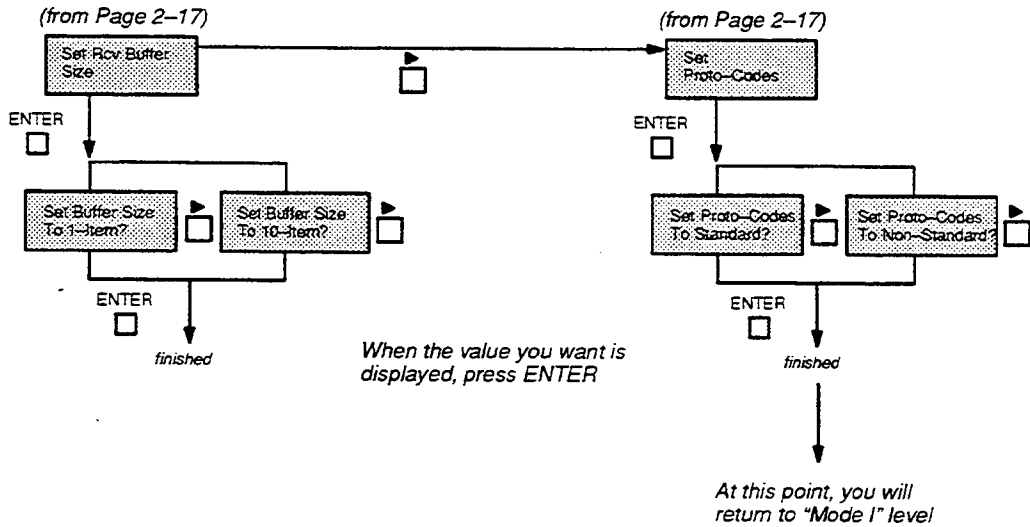 (from Page 2–17)
Set Rcv Buffer
Size
ENTER
Set Buffer Size
To 1–Item?
Set Buffer Size
To 10–Item?
ENTER
finished
When the value you want is
displayed, press ENTER
(from Page 2–17)
Set
Proto–Codes
ENTER
Set Proto–Codes
To Standard?
Set Proto–Codes
To Non–Standard?
ENTER
finished
At this point, you will
return to "Mode I" level